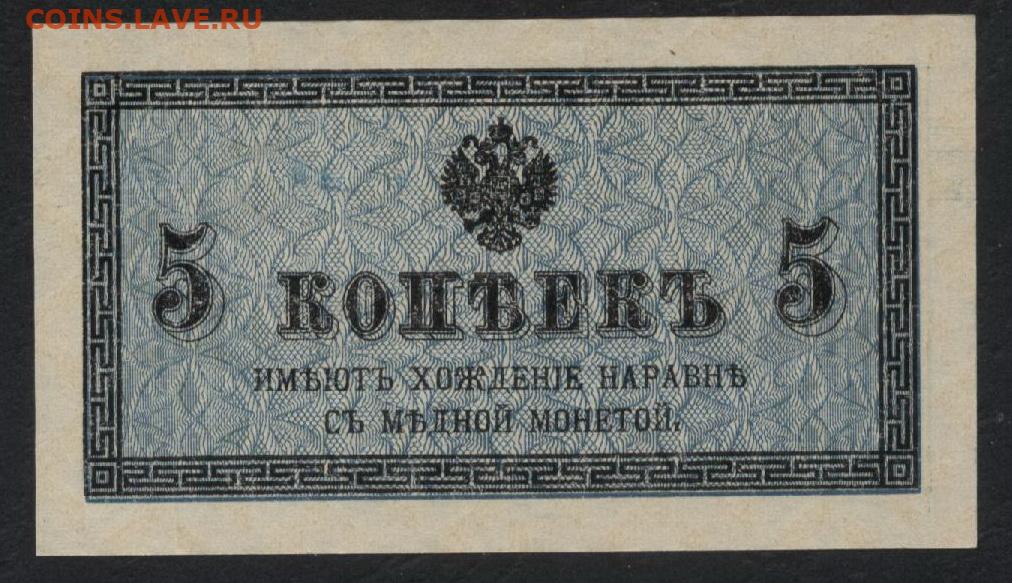 COINS.LAVE.RU
5 КОПѢЕКЪ 5
ИМѢЮТЪ ХОЖДЕНІЕ НАРАВНѢ
СЪ МѢДНОЙ МОНЕТОЙ.